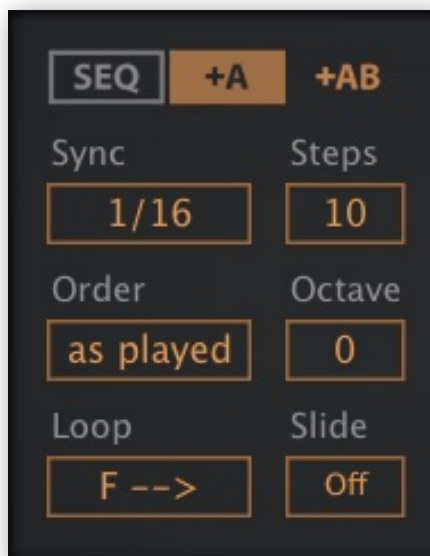 SEQ +A +AB
Sync Steps
1/16 10
Order Octave
as played 0
Loop Slide
F --> Off